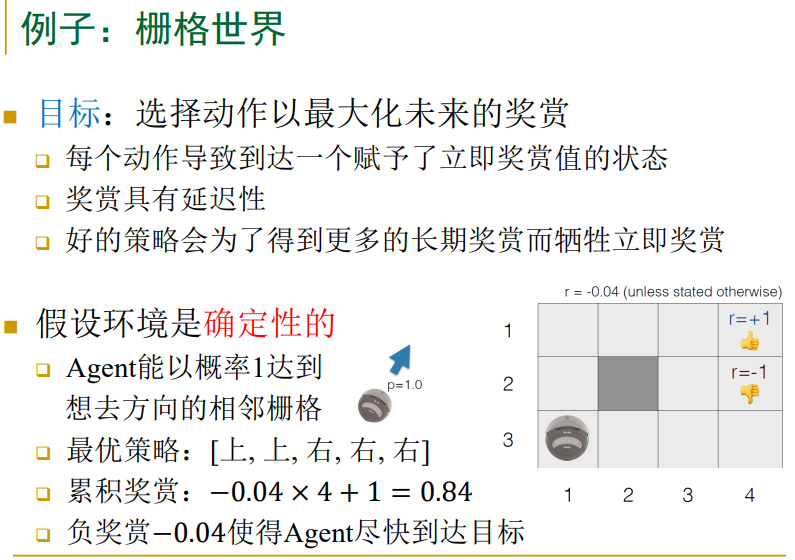 例子：栅格世界
目标：选择动作以最大化未来的奖赏
每个动作导致到达一个赋予了立即奖赏值的状态
奖赏具有延迟性
好的策略会为了得到更多的长期奖赏而牺牲立即奖赏
假设环境是确定性的
Agent能以概率1达到
想去方向的相邻栅格
p=1.0
最优策略：[上, 上, 右, 右, 右]
累积奖赏：−0.04 × 4 + 1 = 0.84
负奖赏−0.04使得Agent尽快到达目标
r = -0.04 (unless stated otherwise)
1
r=+1
2
r=-1
3
1 2 3 4